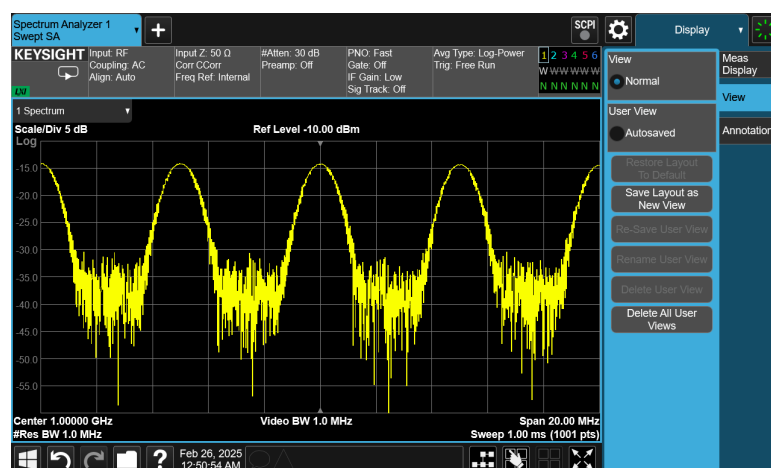 Spectrum Analyzer 1
Swept SA
SCPI
Display
KEYSIGHT
Input: RF
Coupling: AC
Align: Auto
Input Z: 50 Ω
Corr CCorr
Freq Ref: Internal
#Atten: 30 dB
Preamp: Off
PNO: Fast
Gate: Off
IF Gain: Low
Sig Track: Off
Avg Type: Log-Power
Trig: Free Run
1 2 3 4 5 6
W W W W W W
N N N N N N
LXI
1 Spectrum
Scale/Div 5 dB
Ref Level -10.00 dBm
Log
-15.0
-20.0
-25.0
-30.0
-35.0
-40.0
-45.0
-50.0
-55.0
Center 1.00000 GHz
Video BW 1.0 MHz
Span 20.00 MHz
#Res BW 1.0 MHz
Sweep 1.00 ms (1001 pts)
Feb 26, 2025
12:50:54 AM
View
Normal
User View
Autosaved
Restore Layout
To Default
Save Layout as
New View
Re-Save User View
Rename User View
Delete User View
Delete All User
Views
Meas
Display
View
Annotation